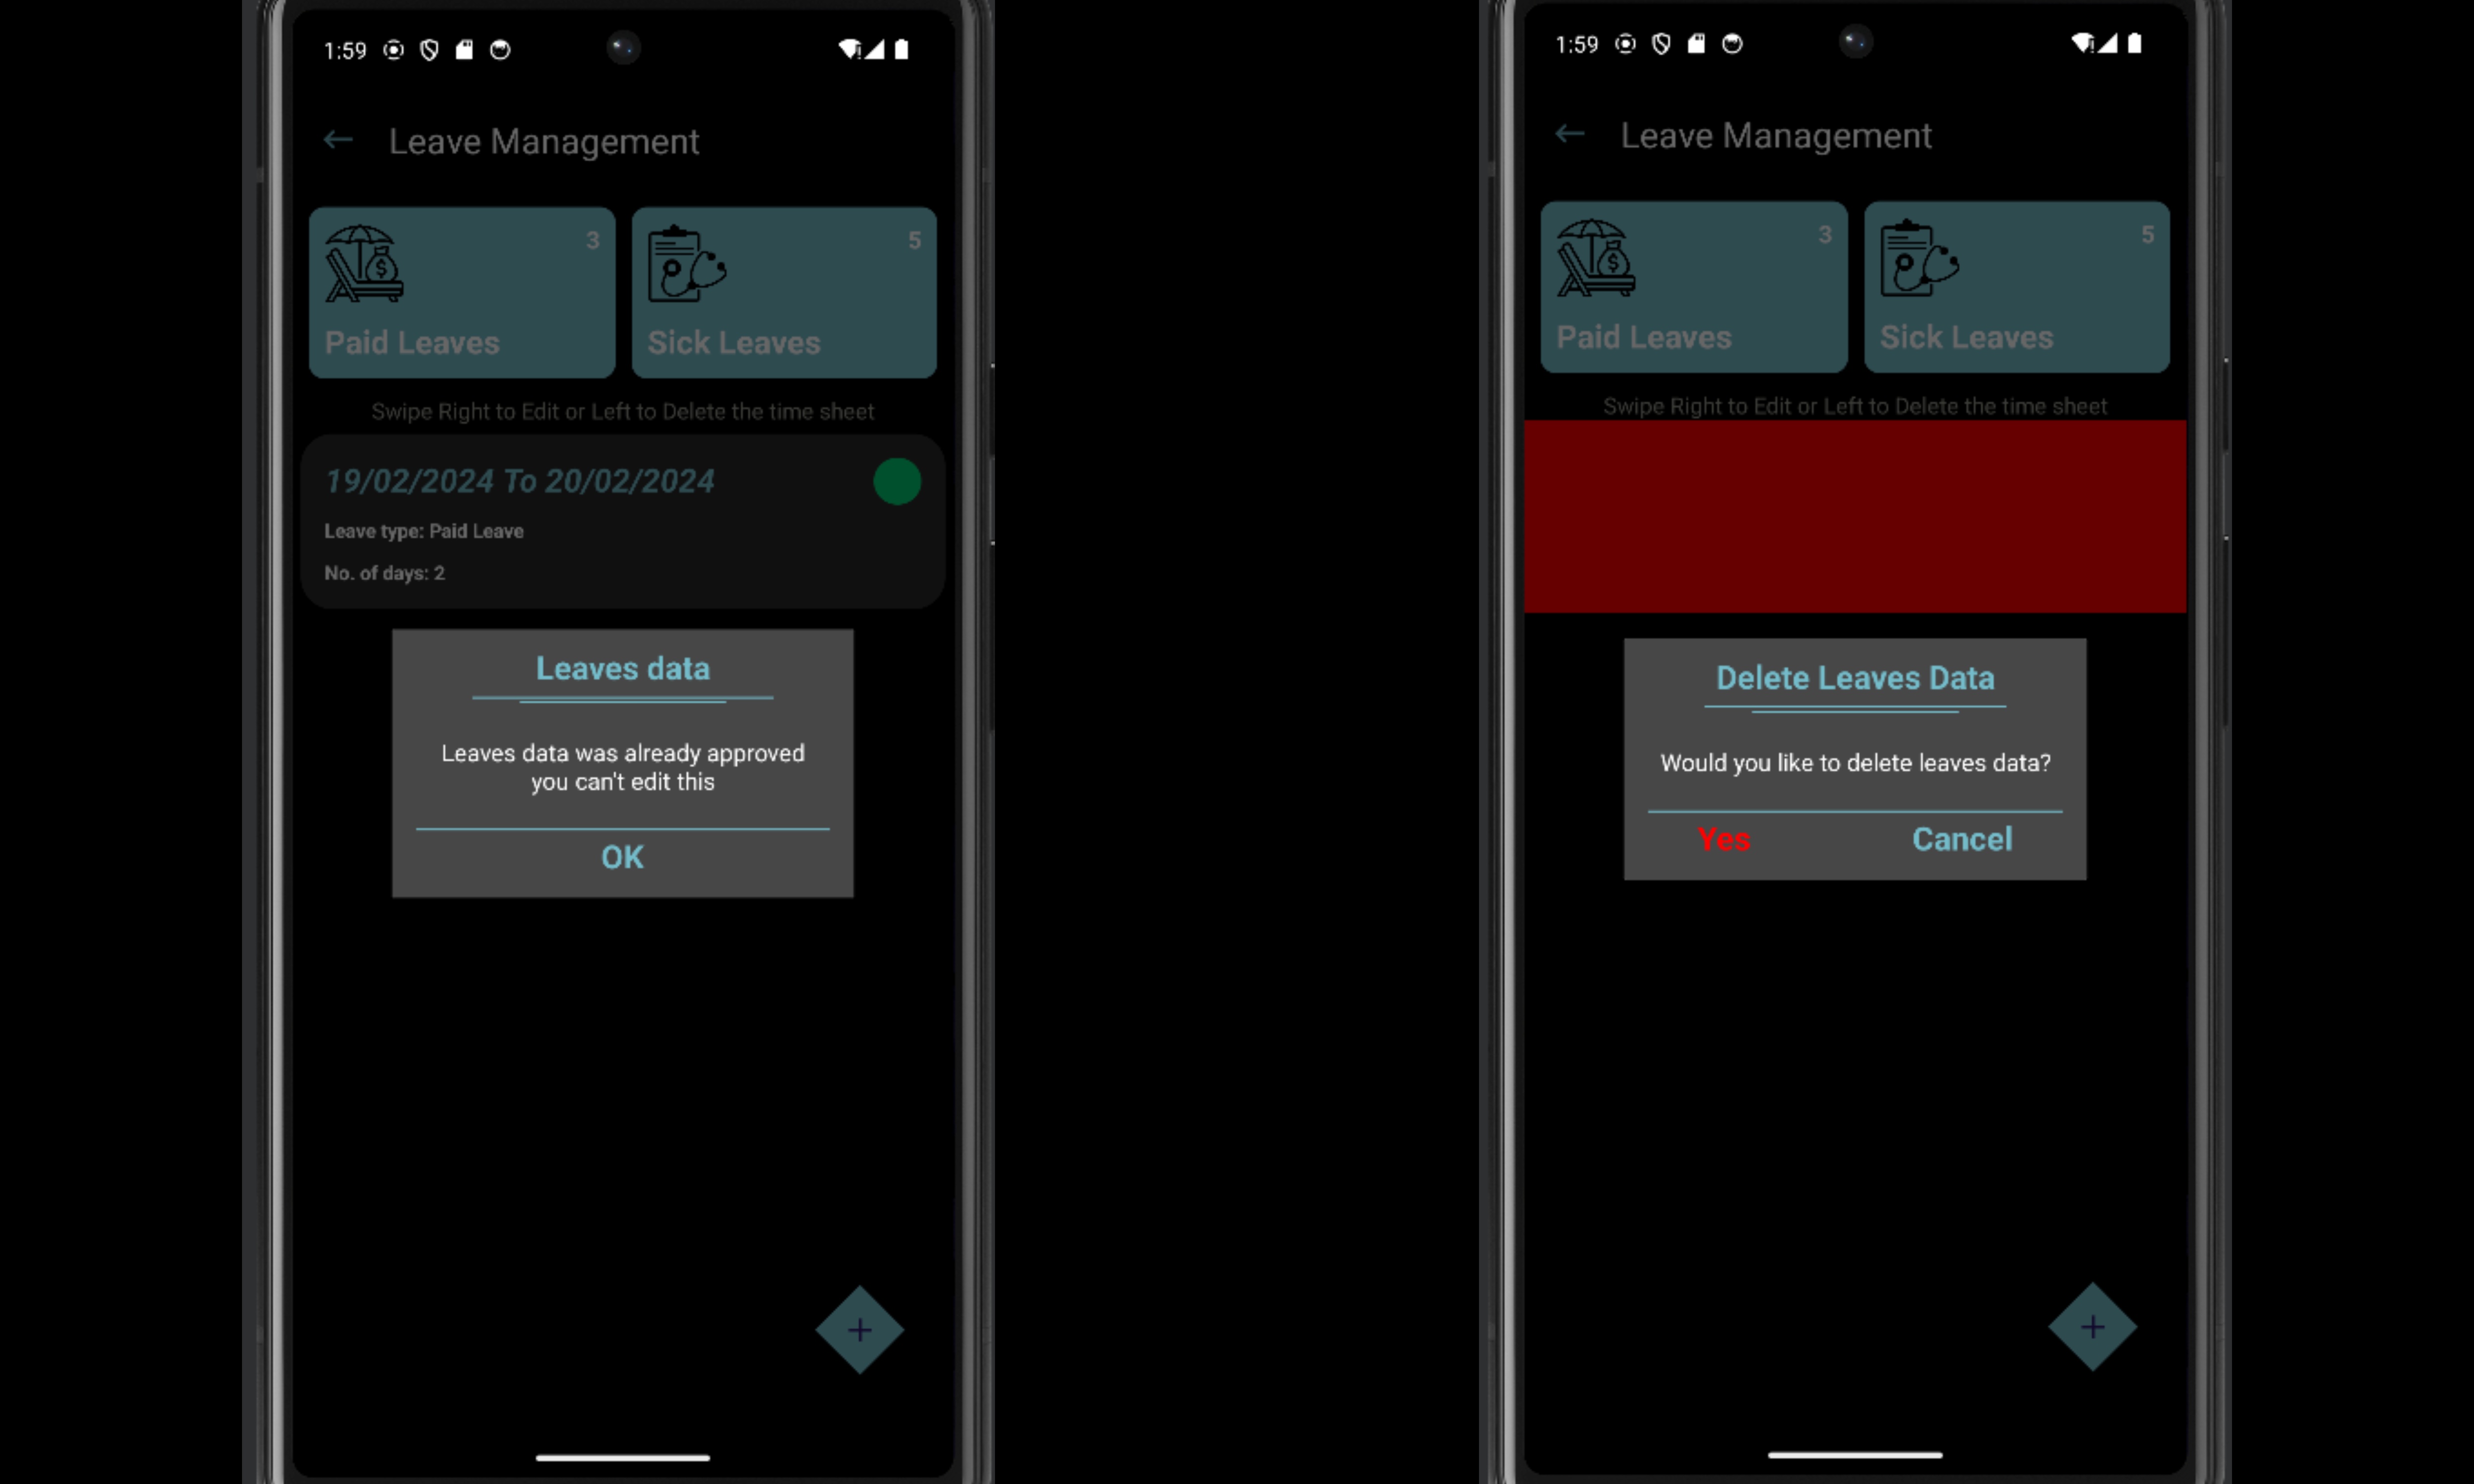 1:59
Leave Management
3
5
Paid Leaves
Sick Leaves
Swipe Right to Edit or Left to Delete the time sheet
19/02/2024 To 20/02/2024
Leave type: Paid Leave
No. of days: 2
Leaves data
Leaves data was already approved
you can't edit this
OK
1:59
Leave Management
3
5
Paid Leaves
Sick Leaves
Swipe Right to Edit or Left to Delete the time sheet
Delete Leaves Data
Would you like to delete leaves data?
Yes
Cancel